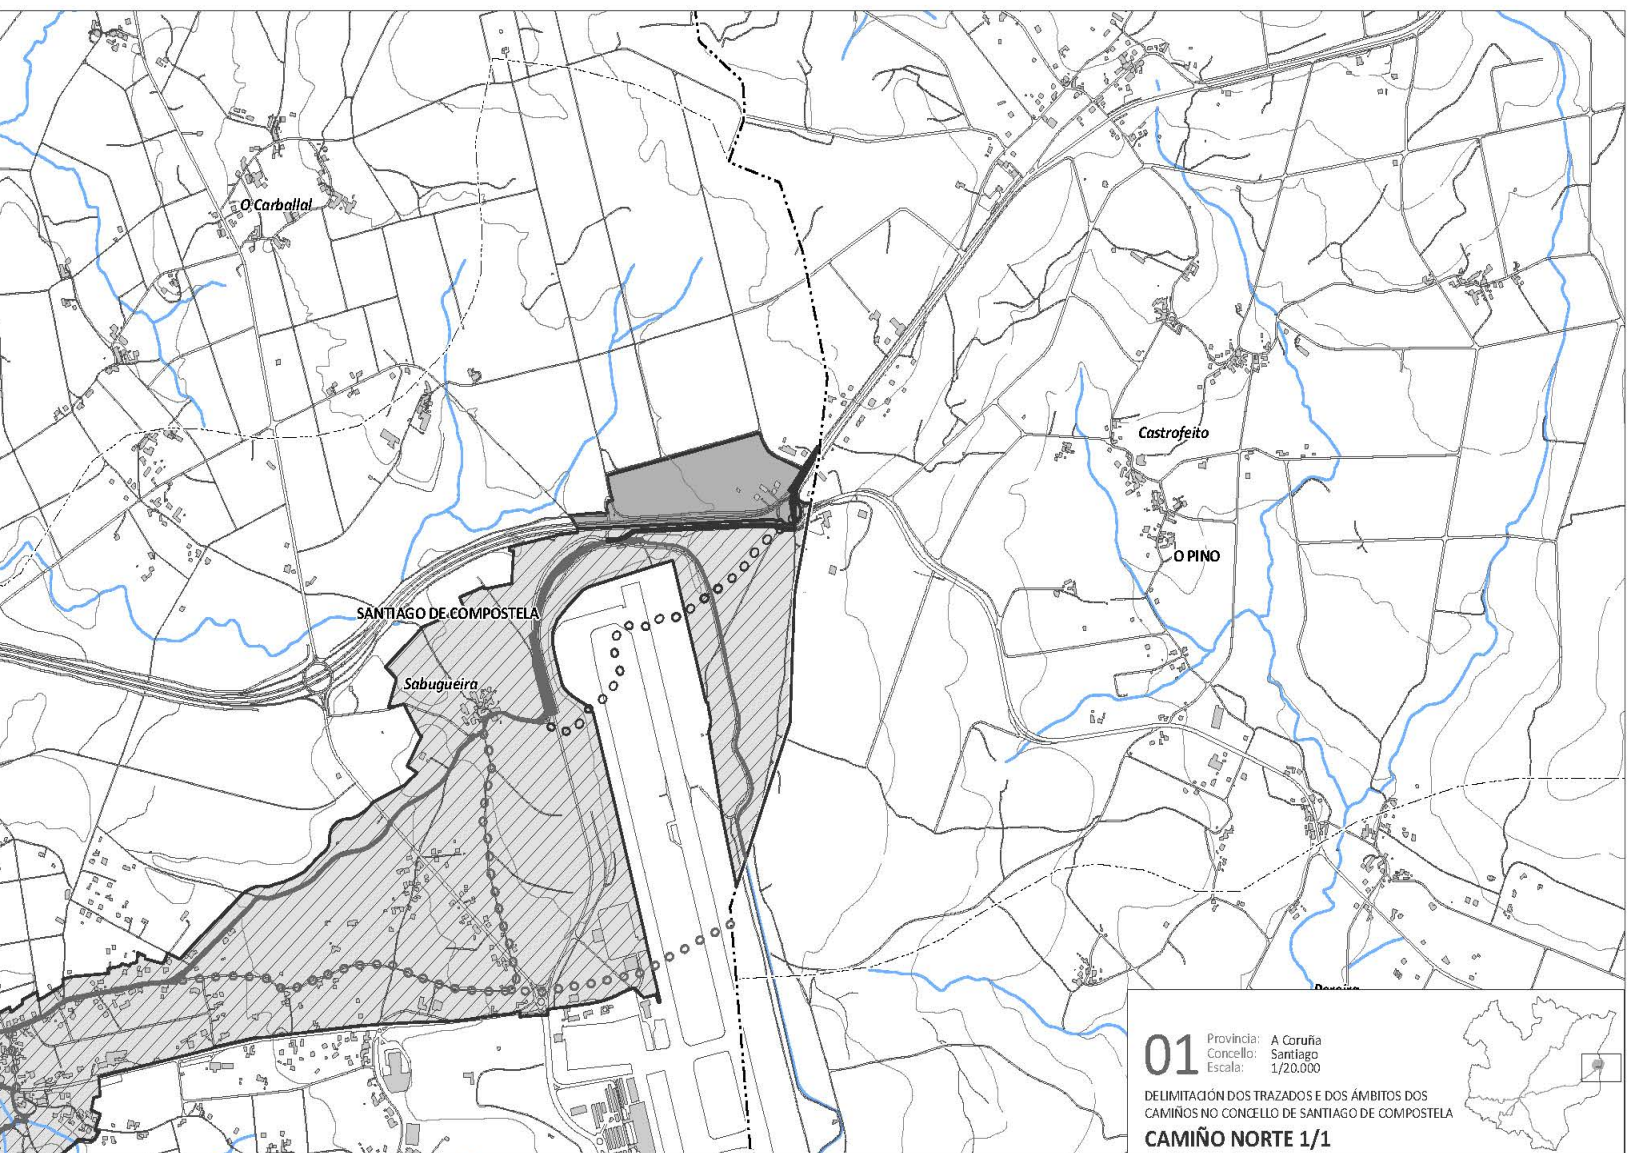 O Carballal
Castrofeito
O PINO
SANTIAGO DE COMPOSTELA
Sabugueira
01
Provincia: A Coruña
Concello: Santiago
Escala: 1/20.000
DELIMITACIÓN DOS TRAZADOS E DOS ÁMBITOS DOS
CAMIÑOS NO CONCELLO DE SANTIAGO DE COMPOSTELA
CAMIÑO NORTE 1/1